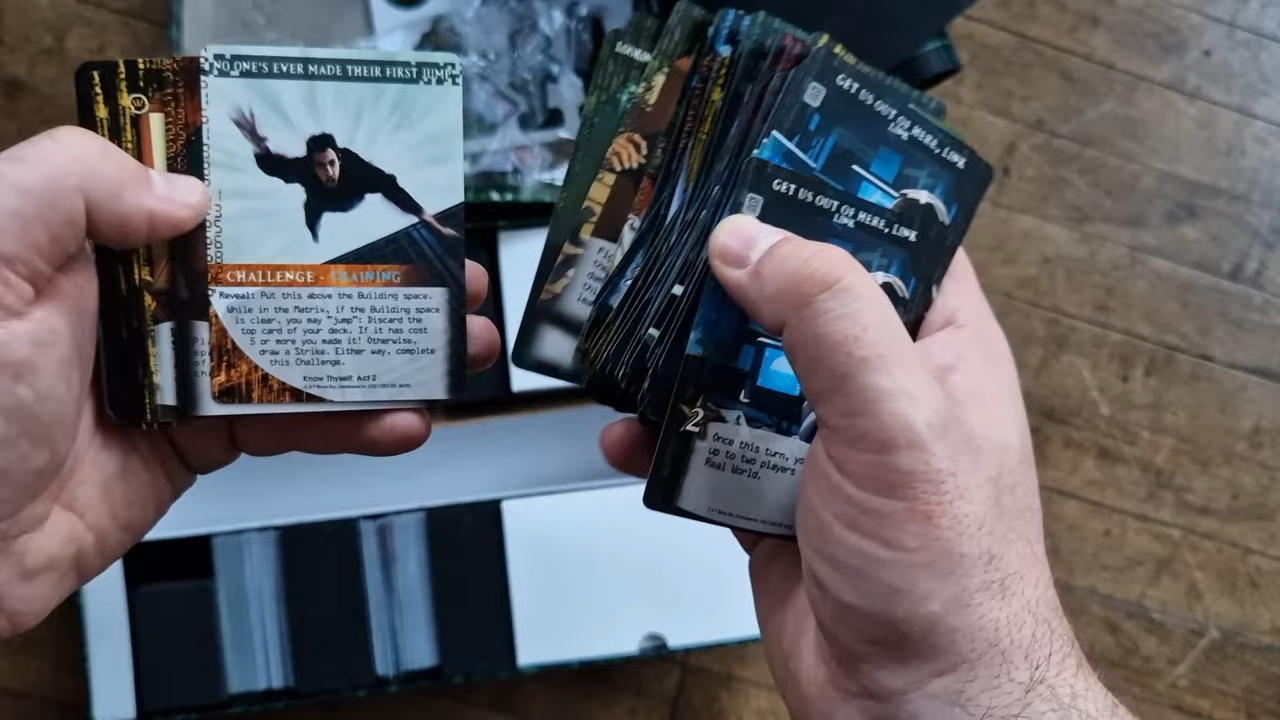 NO ONE'S EVER MADE THEIR FIRST JUMP
CHALLENGE - TRAINING
Reveal: Put this above the Building space.
While in the Matrix, if the Building space
is clear, you may "jump": Discard the
top card of your deck. If it has cost
5 or more you made it! Otherwise,
draw a Strike. Either way, complete
this Challenge.
Know Thyself: Act 2
GET US OUT OF HERE, LINK
LINK
GET US OUT OF HERE, LINK
LINK
2
Once this turn, yo
up to two players
Real World.